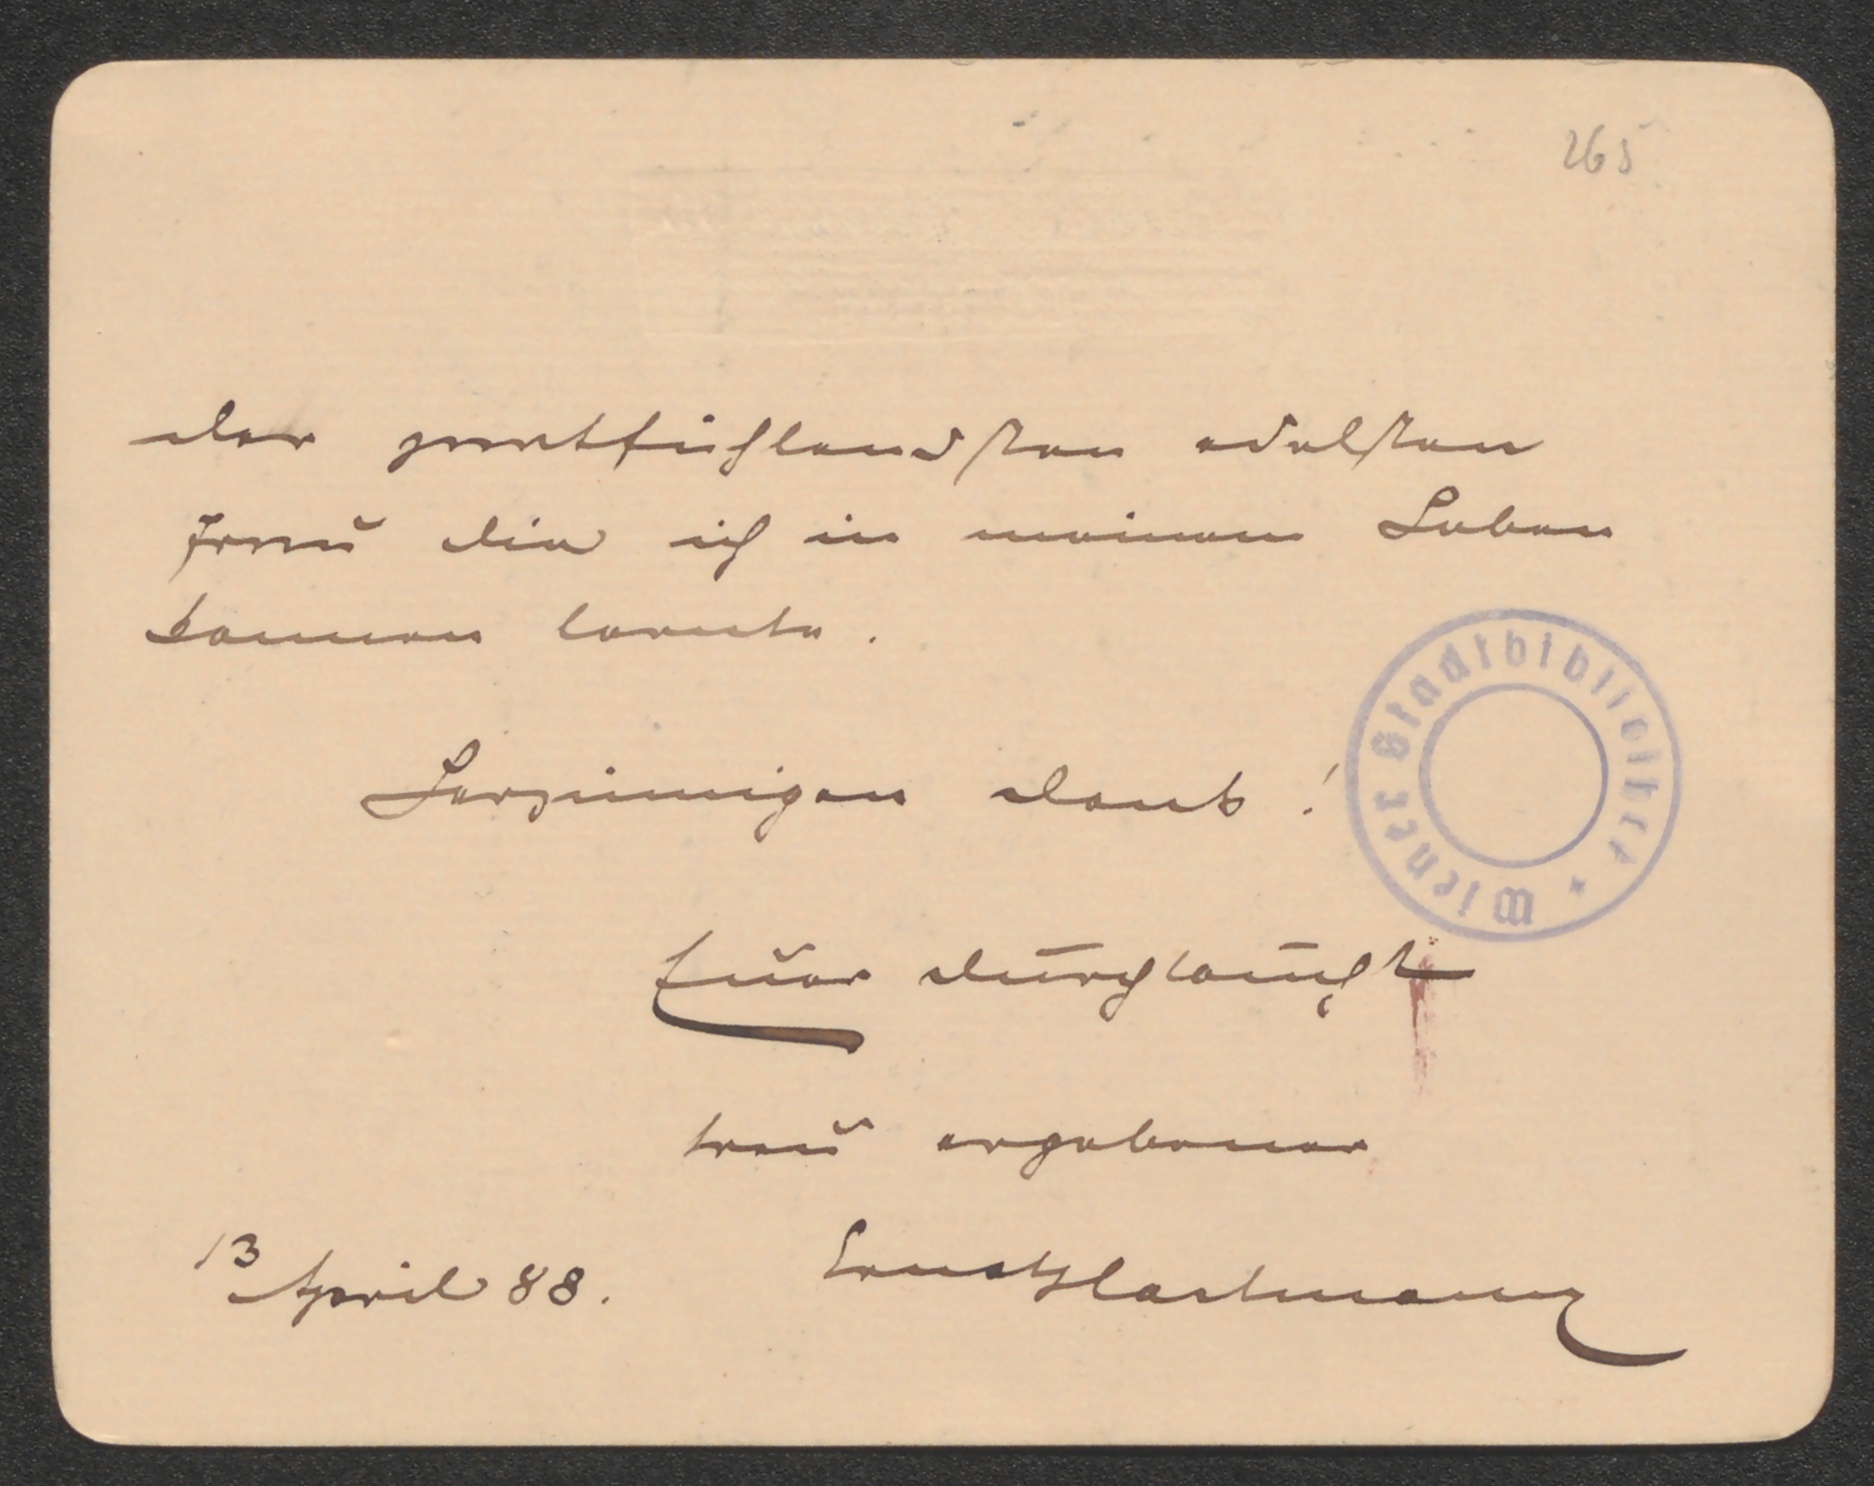 265
der zartfühlendsten edelsten
Frau die ich in meinem Leben
kennen lernte.
Herzinnigen Dank!
Euer Durchlaucht
treu ergebener
13 April 88.
Ernst Hartmann
Wiener Stadtbibliothek